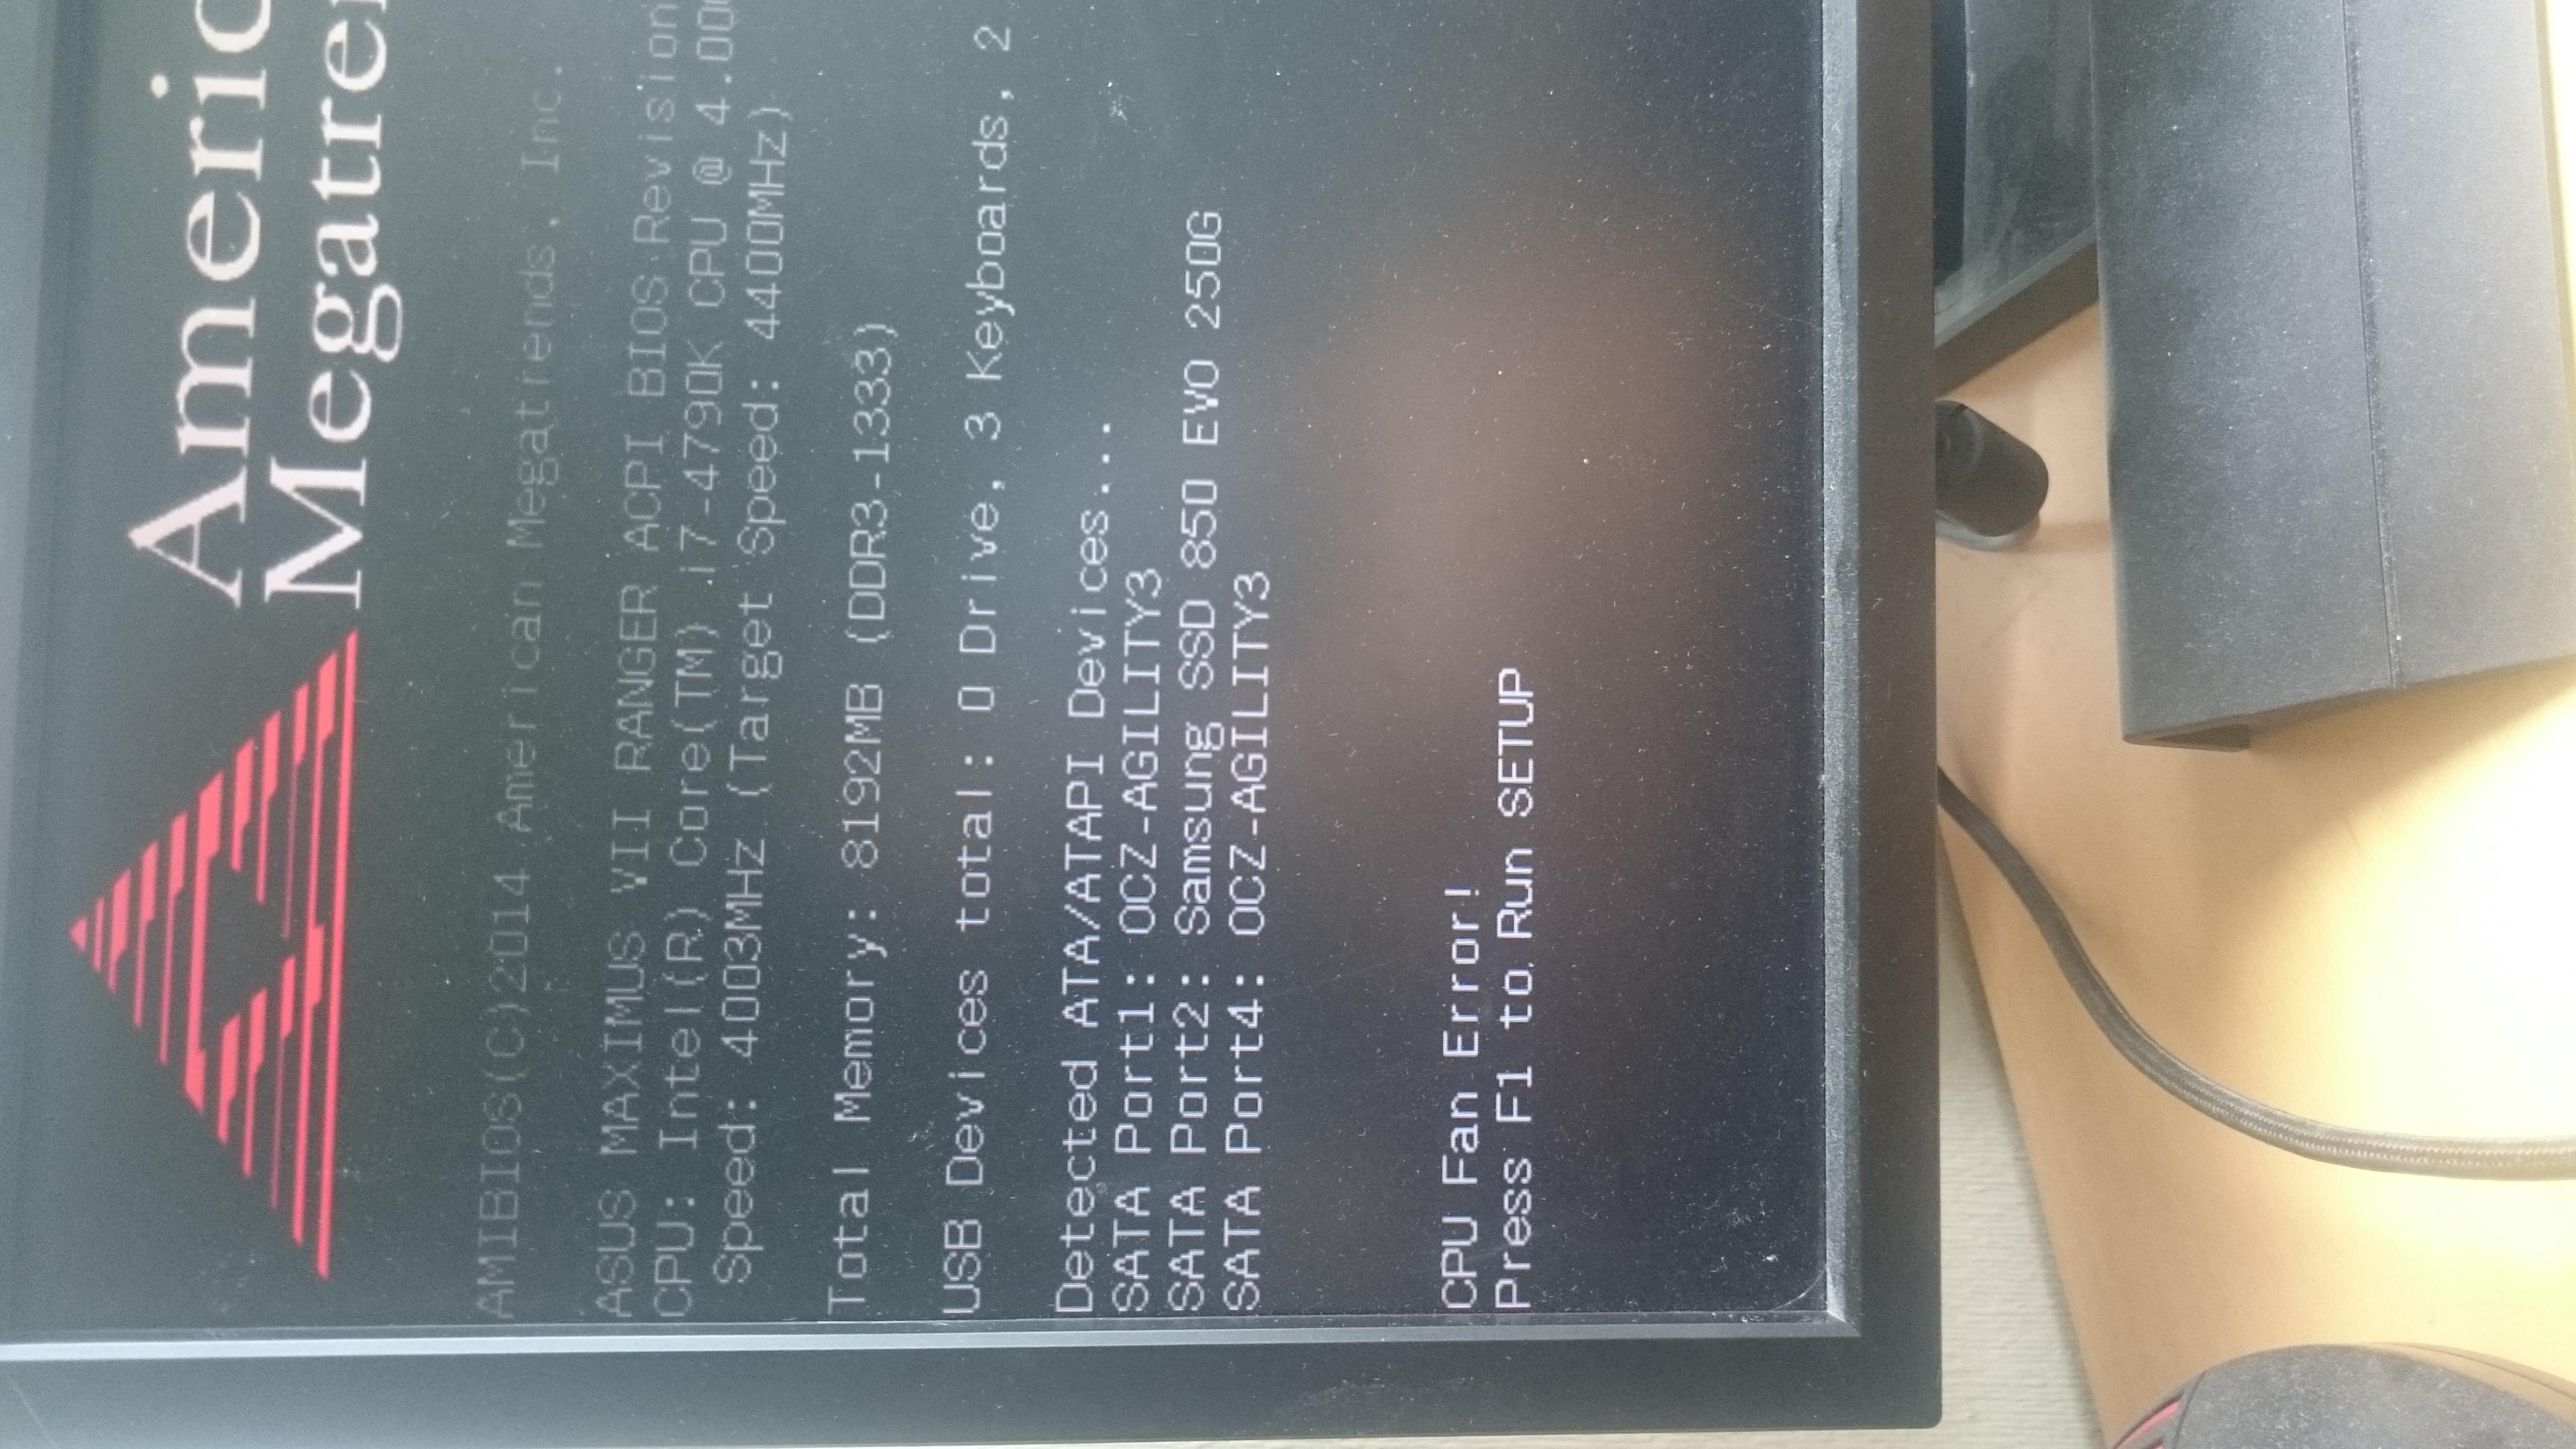 Americ
Megatre
AMIBIOS(C)2014 American Megatrends, Inc.
ASUS MAXIMUS VII RANGER ACPI BIOS Revision
CPU: Intel(R) Core(TM) i7-4790K CPU @ 4.00
Speed: 4003MHz (Target Speed: 4400MHz)
Total Memory: 8192MB (DDR3-1333)
USB Devices total: 0 Drive, 3 Keyboards, 2
Detected ATA/ATAPI Devices...
SATA Port1: OCZ-AGILITY3
SATA Port2: Samsung SSD 850 EVO 250G
SATA Port4: OCZ-AGILITY3
CPU Fan Error!
Press F1 to Run SETUP